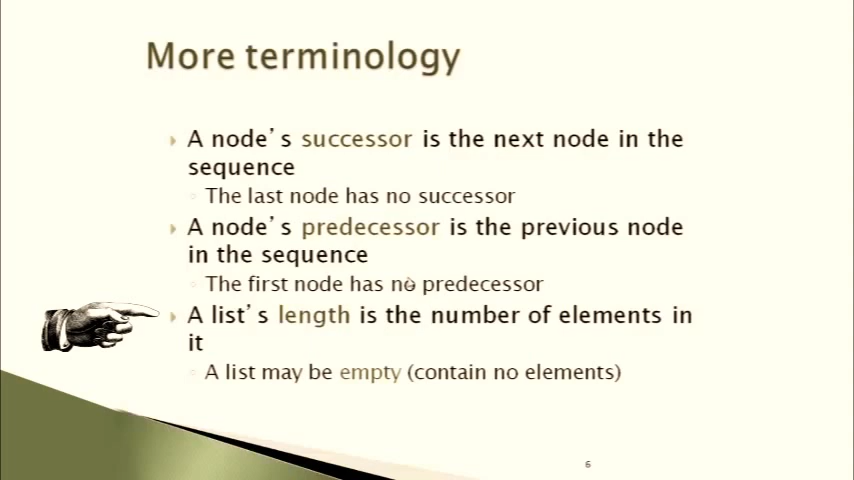 More terminology
A node's successor is the next node in the
sequence
The last node has no successor
A node's predecessor is the previous node
in the sequence
The first node has no predecessor
A list's length is the number of elements in
it
A list may be empty (contain no elements)
6